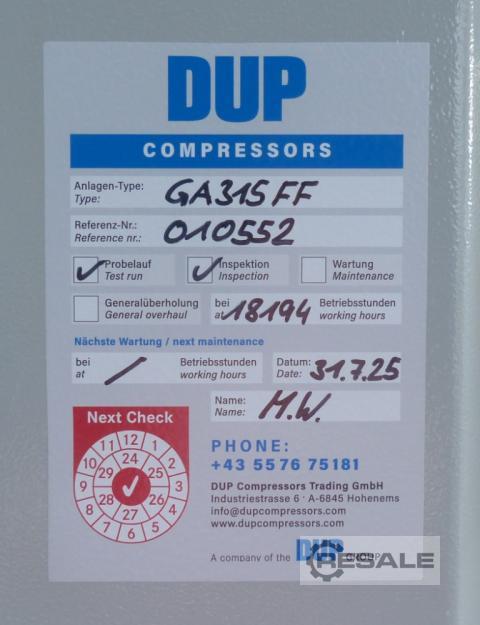 DUP
COMPRESSORS
Anlagen-Type: GA315FF
Type:
Referenz-Nr.: 010552
Reference nr.:
Probelauf Inspektion Wartung
Test run Inspection Maintenance
Generalüberholung bei 18194 Betriebsstunden
General overhaul at working hours
Nächste Wartung / next maintenance
bei / Betriebsstunden Datum: 31.7.25
at working hours Date:
Name: M.W.
Name:
Next Check
12 1 2 3 4 5 6 7 8 9 10 11
24 25 26 27 28 29
PHONE:
+43 5576 75181
DUP Compressors Trading GmbH
Industriestrasse 6 · A-6845 Hohenems
info@dupcompressors.com
www.dupcompressors.com
A company of the DUP GROUP
RESALE